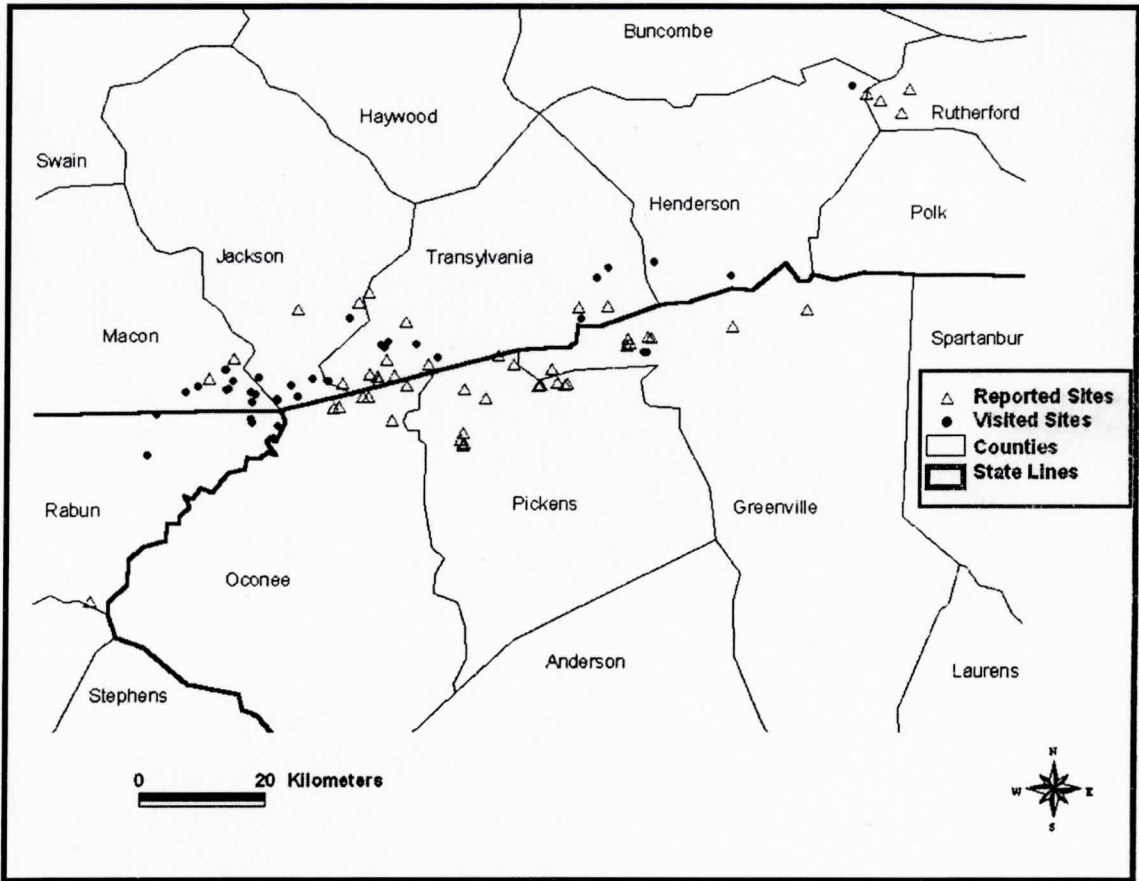 Buncombe
Haywood
Rutherford
Swain
Henderson
Polk
Jackson
Transylvania
Macon
Spartanbur
Reported Sites
Visited Sites
Counties
State Lines
Rabun
Pickens
Greenville
Oconee
Anderson
Laurens
Stephens
0 20 Kilometers
N
W E
S